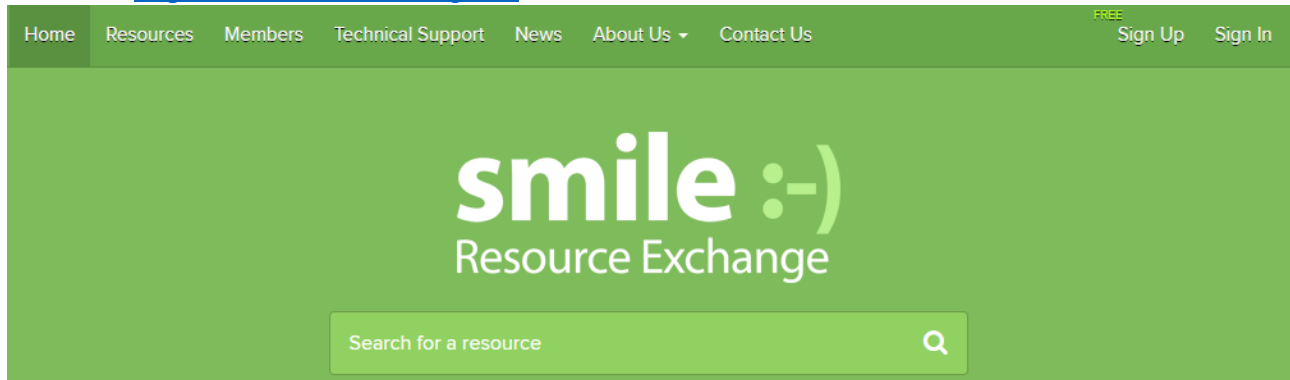 FREE
Home Resources Members Technical Support News About Us Contact Us Sign Up Sign In
smile :-)
Resource Exchange
Search for a resource